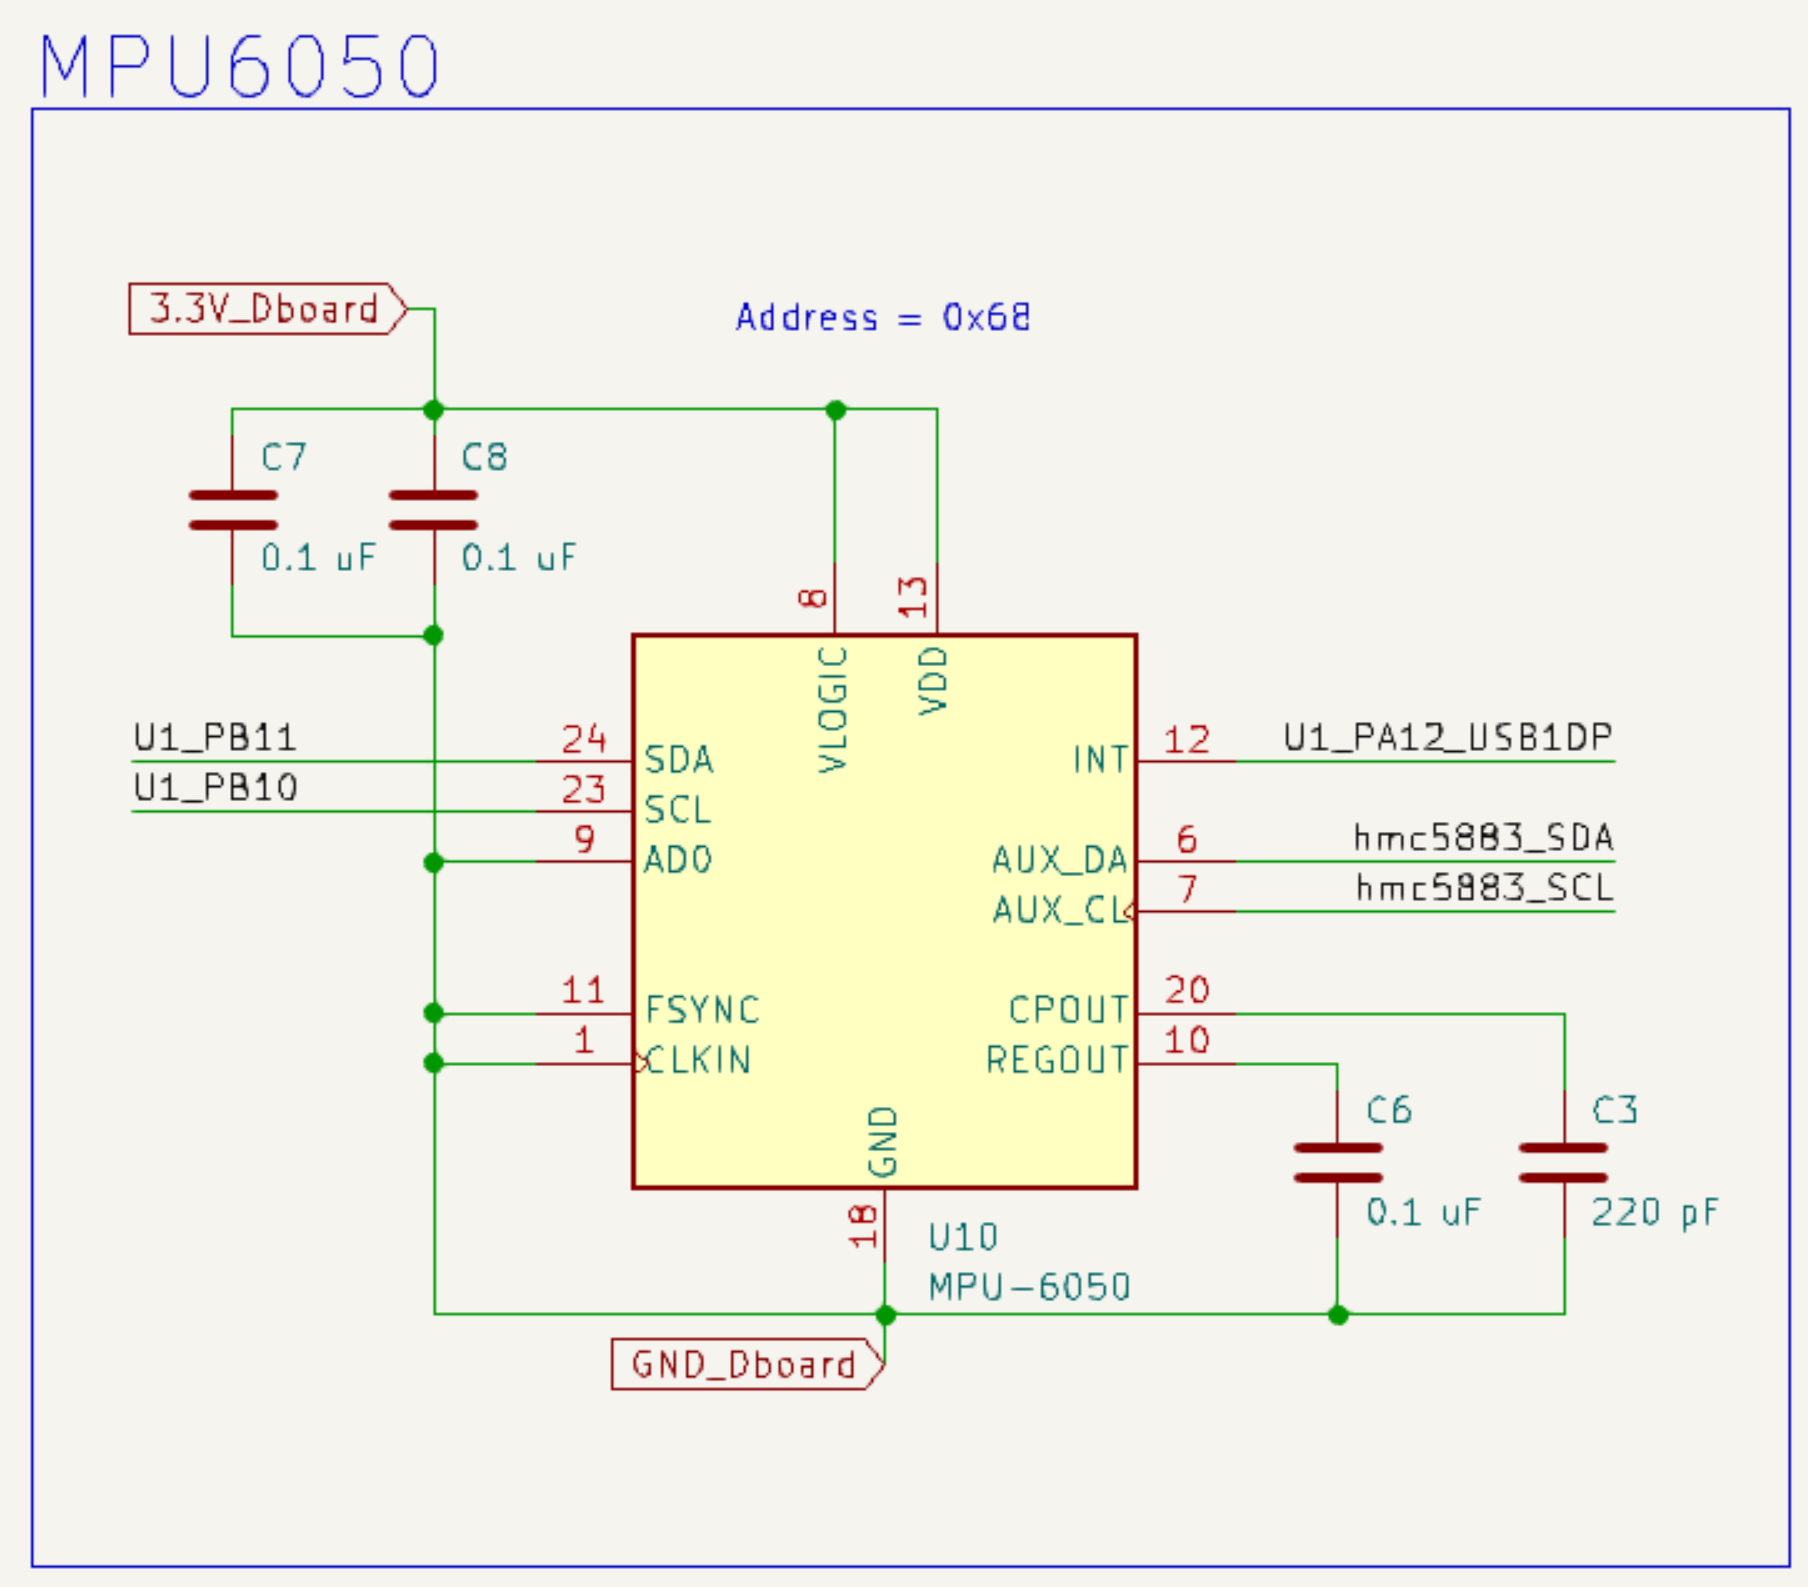 MPU6050
3.3V_Dboard
Address = 0x68
C7
C8
0.1 uF
0.1 uF
8
13
VLOGIC
VDD
U1_PB11
24
SDA
INT
12
U1_PA12_USB1DP
U1_PB10
23
SCL
9
AD0
AUX_DA
6
hmc5883_SDA
AUX_CL
7
hmc5883_SCL
11
FSYNC
CPOUT
20
1
CLKIN
REGOUT
10
GND
C6
C3
18
0.1 uF
220 pF
U10
MPU-6050
GND_Dboard